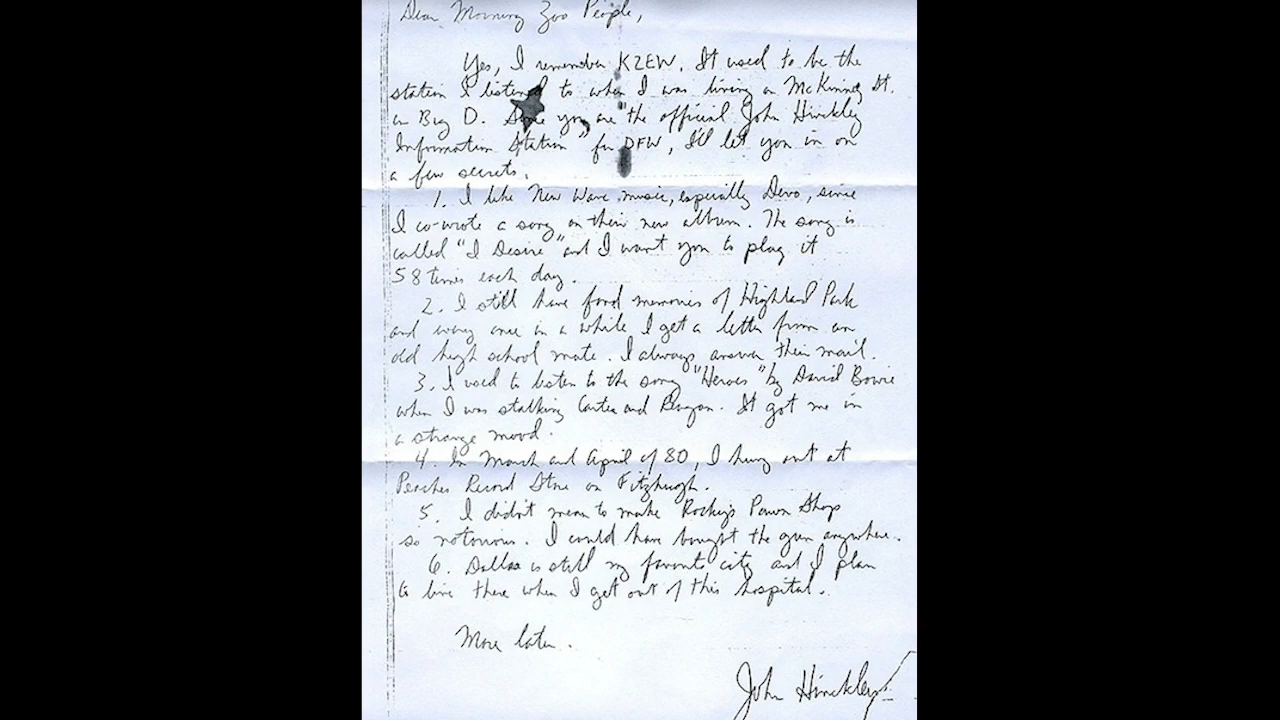 Dear Morning Zoo People,
Yes, I remember KZEW. It used to be the
station I listened to when I was living on McKinney St.
in Big D. Since you are "the official John Hinckley
Information Station" for DFW, I'll let you in on
a few secrets.
1. I like New Wave music, especially Devo, since
I co-wrote a song on their new album. The song is
called "I Desire" and I want you to play it
58 times each day.
2. I still have fond memories of Highland Park
and every once in a while I get a letter from an
old high school mate. I always answer their mail.
3. I used to listen to the song "Heroes" by David Bowie
when I was stalking Carter and Reagan. It got me in
a strange mood.
4. In March and April of 80, I hung out at
Peaches Record Store on Fitzhugh.
5. I didn't mean to make Rocky's Pawn Shop
so notorious. I could have bought the gun anywhere.
6. Dallas is still my favorite city and I plan
to live there when I get out of this hospital.
More later.
John Hinckley